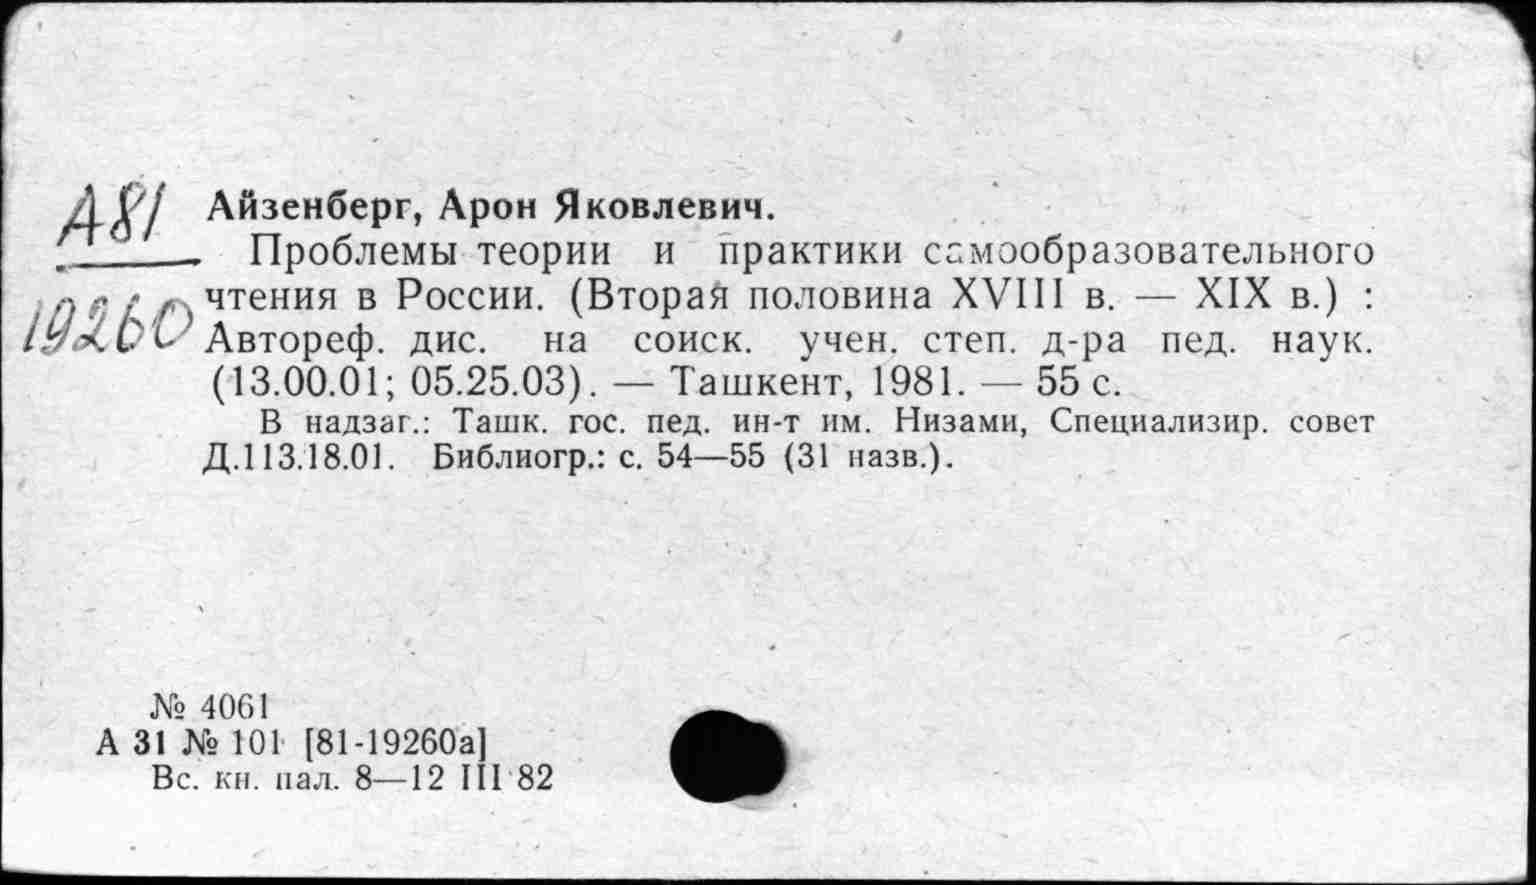 А81
19260
Айзенберг, Арон Яковлевич.
Проблемы теории и практики самообразовательного
чтения в России. (Вторая половина XVIII в. — XIX в.) :
Автореф. дис. на соиск. учен. степ. д-ра пед. наук.
(13.00.01; 05.25.03). — Ташкент, 1981. — 55 с.
В надзаг.: Ташк. гос. пед. ин-т им. Низами, Специализир. совет
Д.113.18.01. Библиогр.: с. 54—55 (31 назв.).
№ 4061
А 31 № 101 [81-19260а]
Вс. кн. пал. 8—12 III 82